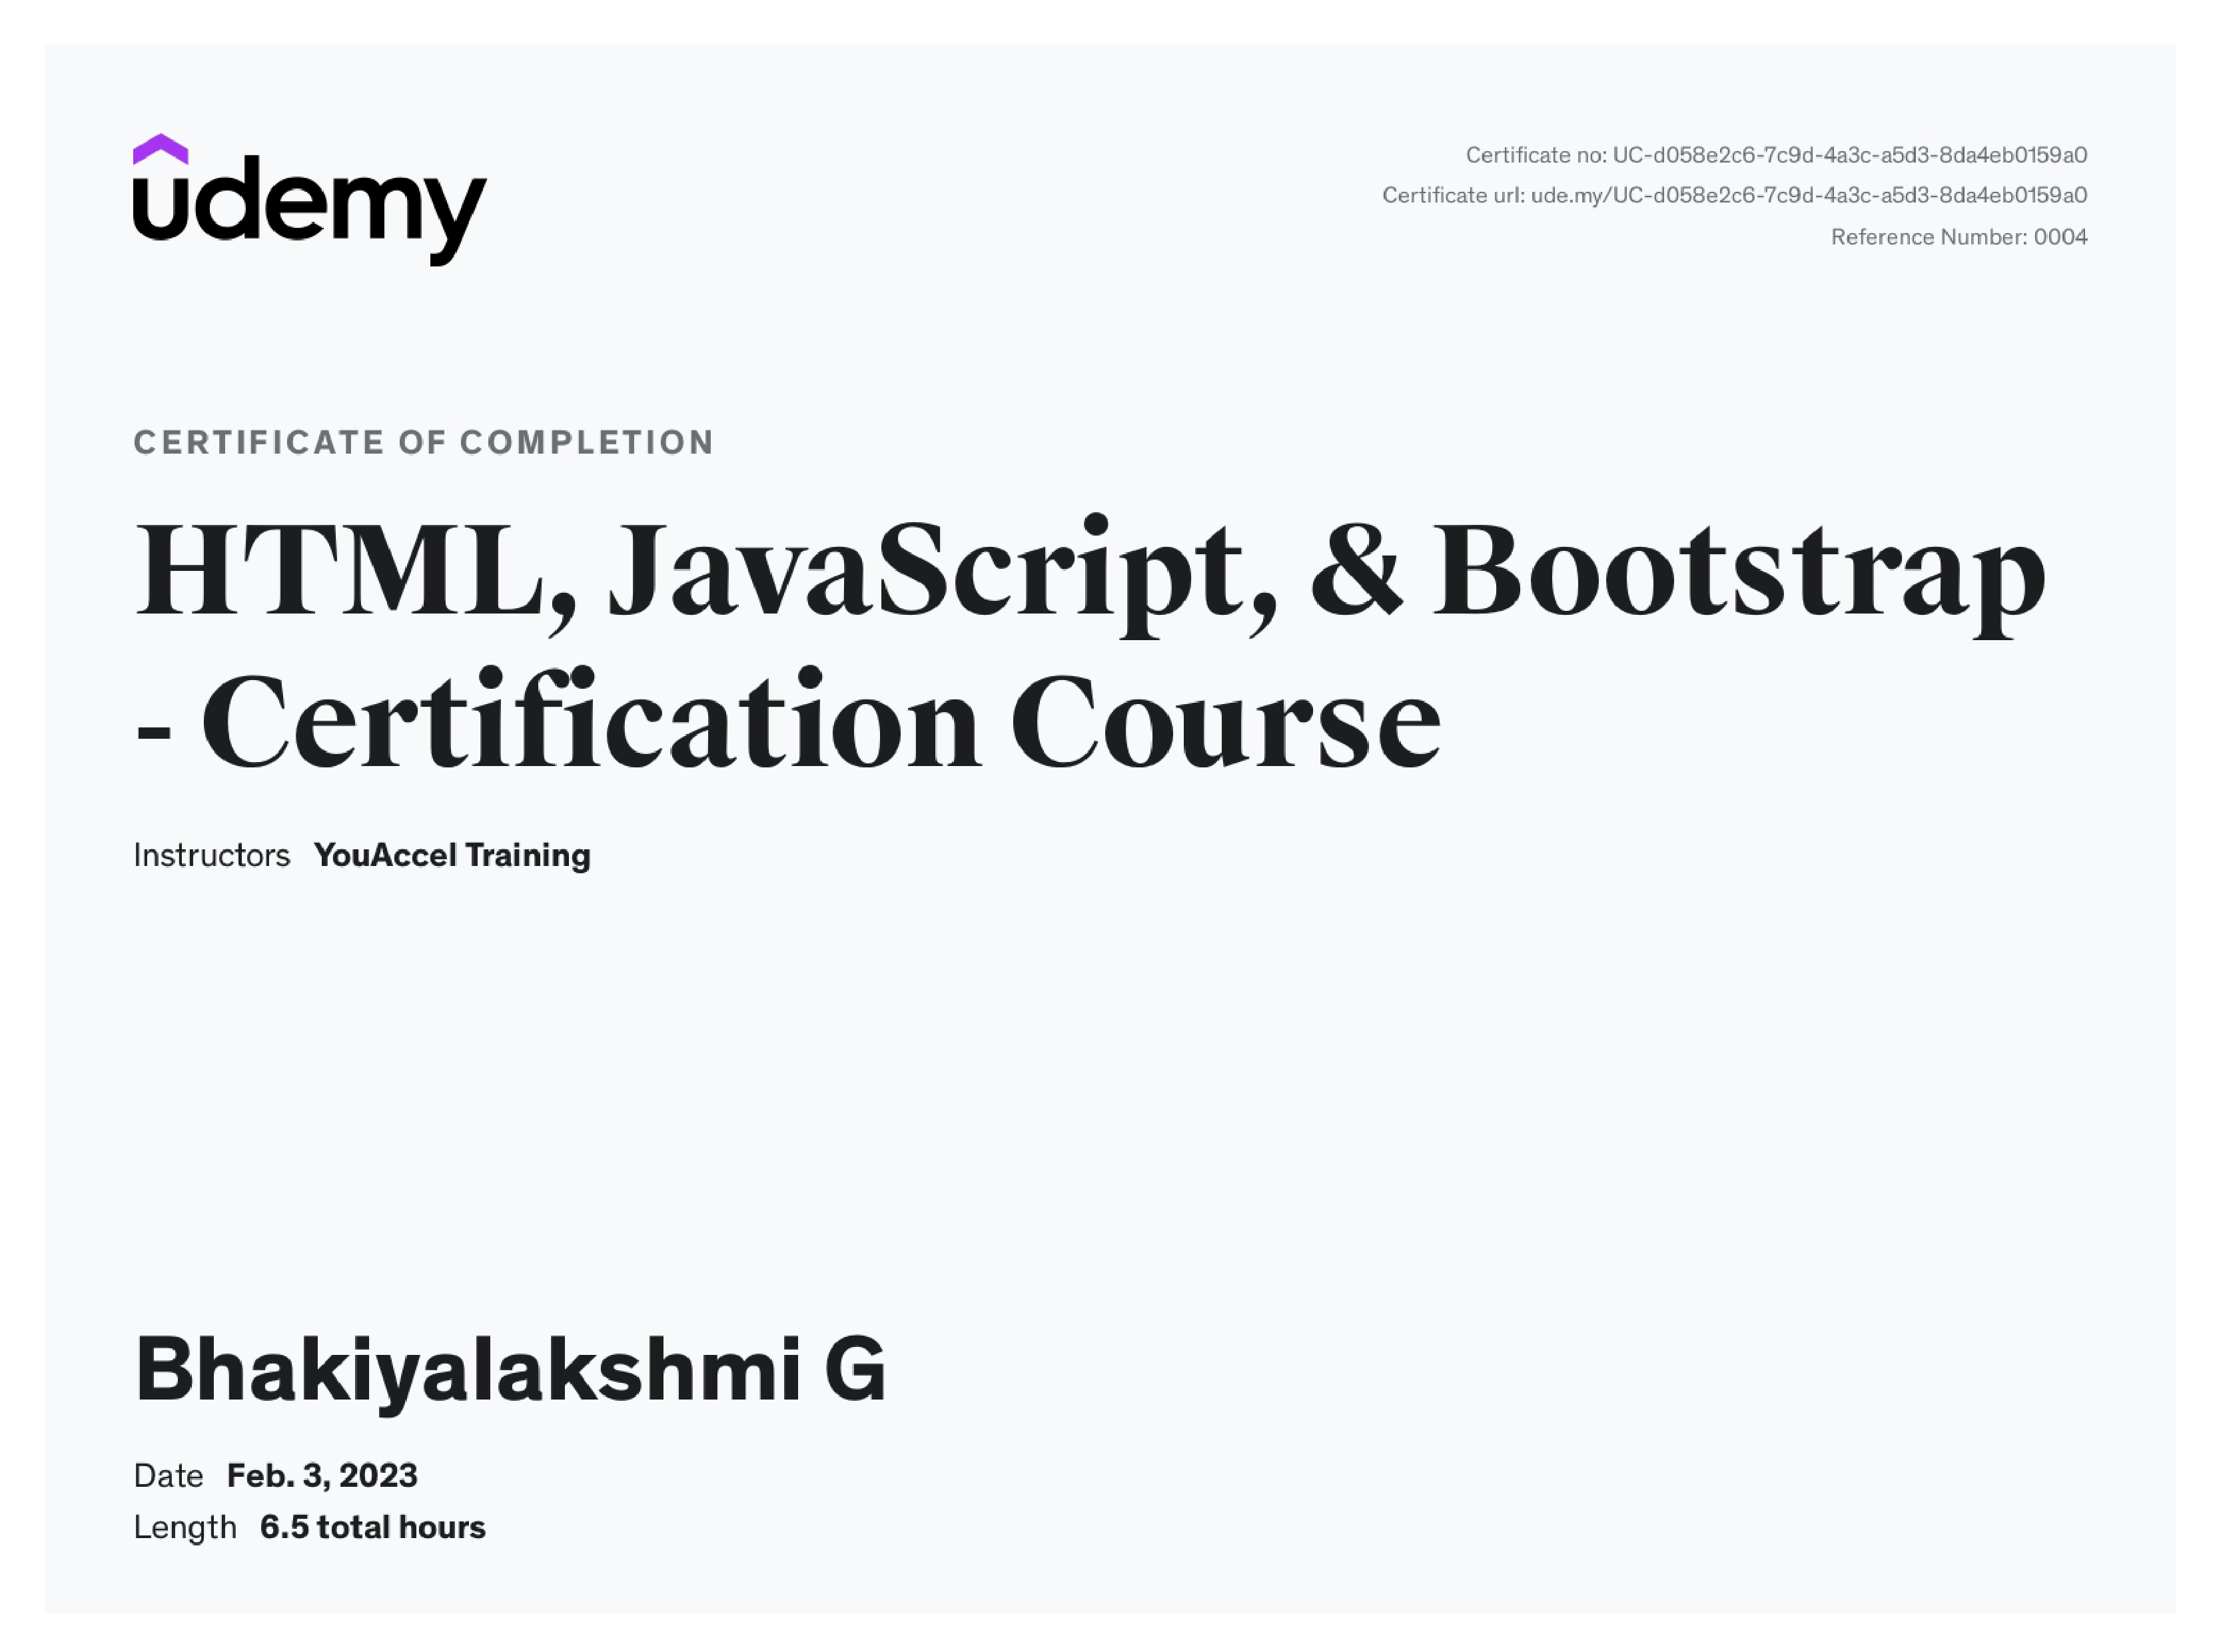 udemy
Certificate no: UC-d058e2c6-7c9d-4a3c-a5d3-8da4eb0159a0
Certificate url: ude.my/UC-d058e2c6-7c9d-4a3c-a5d3-8da4eb0159a0
Reference Number: 0004
CERTIFICATE OF COMPLETION
HTML, JavaScript, & Bootstrap
- Certification Course
Instructors YouAccel Training
Bhakiyalakshmi G
Date Feb. 3, 2023
Length 6.5 total hours